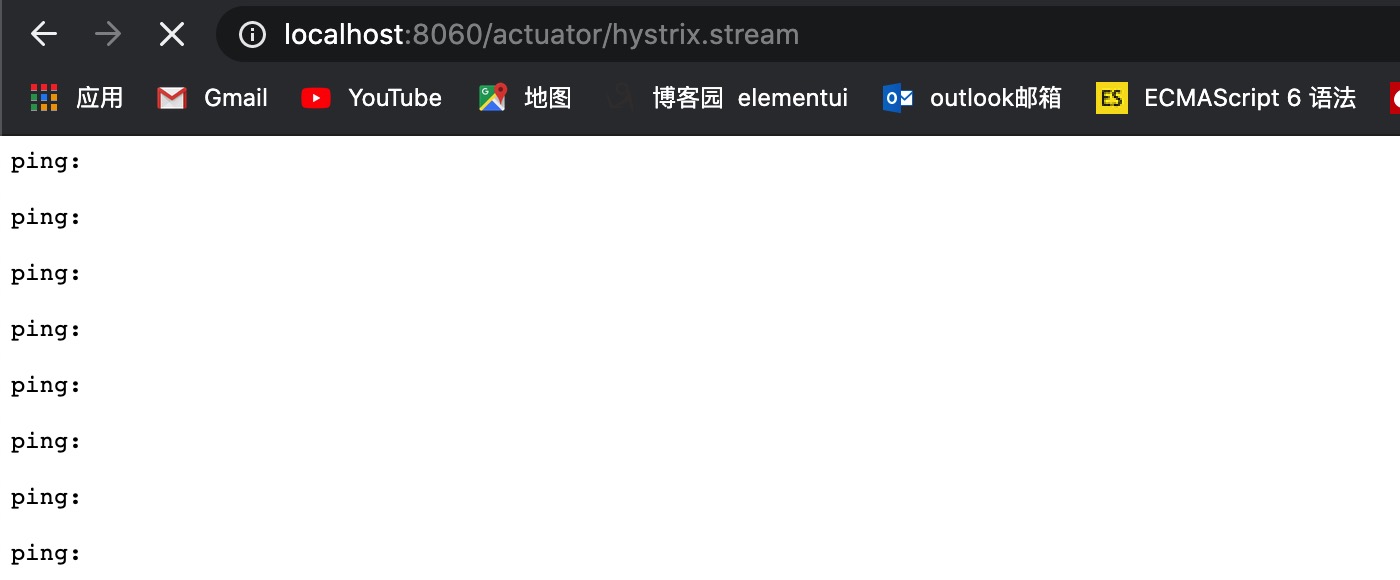 localhost:8060/actuator/hystrix.stream
应用 Gmail YouTube 地图 博客园 elementui outlook邮箱 ES ECMAScript 6 语法
ping:
ping:
ping:
ping:
ping:
ping:
ping:
ping: